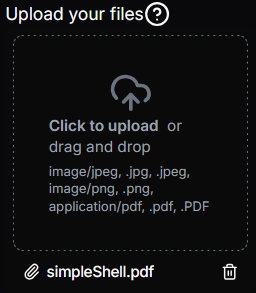 Upload your files?
Click to upload or
drag and drop
image/jpeg, .jpg, .jpeg,
image/png, .png,
application/pdf, .pdf, .PDF
simpleShell.pdf